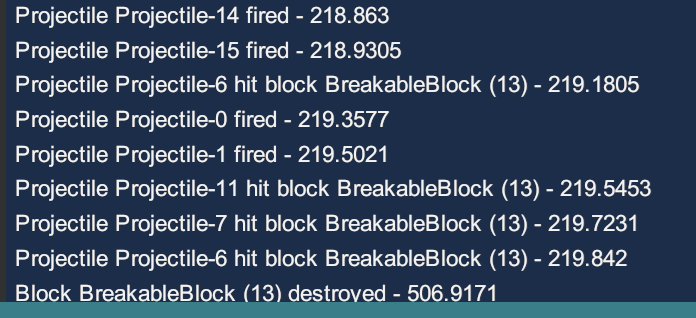 Projectile Projectile-14 fired - 218.863
Projectile Projectile-15 fired - 218.9305
Projectile Projectile-6 hit block BreakableBlock (13) - 219.1805
Projectile Projectile-0 fired - 219.3577
Projectile Projectile-1 fired - 219.5021
Projectile Projectile-11 hit block BreakableBlock (13) - 219.5453
Projectile Projectile-7 hit block BreakableBlock (13) - 219.7231
Projectile Projectile-6 hit block BreakableBlock (13) - 219.842
Block BreakableBlock (13) destroyed - 506.9171